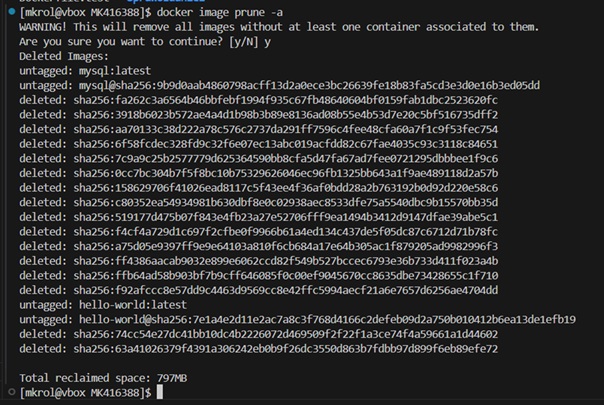 [mkrol@vbox MK416388]$ docker image prune -a
WARNING! This will remove all images without at least one container associated to them.
Are you sure you want to continue? [y/N] y
Deleted Images:
untagged: mysql:latest
untagged: mysql@sha256:9b9d0aab4860798acff13d2a0ece3bc26639fe18b83fa5cd3e3d0e16b3ed05dd
deleted: sha256:fa262c3a6564b46bbfebf1994f935c67fb48640604bf0159fab1dbc2523620fc
deleted: sha256:3918b6023b572ae4a4d1b98b3b89e8136ad08b55e4b53d7e20c5bf516735dff2
deleted: sha256:aa70133c38d222a78c576c2737da291ff7596c4fee48cfa60a7f1c9f53fec754
deleted: sha256:6f58fcdec328fd9c32f6e07ec13abc019acfdd82c67fae4035c93c3118c84651
deleted: sha256:7c9a9c25b2577779d625364590bb8cfa5d47fa67ad7fee0721295dbbbee1f9c6
deleted: sha256:0cc7bc304b7f5f8bc10b75329626046ec96fb1325bb643a1f9ae489118d2a57b
deleted: sha256:158629706f41026ead8117c5f43ee4f36af0bdd28a2b763192b0d92d220e58c6
deleted: sha256:c80352ea54934981b630dbf8e0c02938aec8533dfe75a5540dbc9b15570bb35d
deleted: sha256:519177d475b07f843e4fb23a27e52706fff9ea1494b3412d9147dfae39abe5c1
deleted: sha256:f4cf4a729d1c697f2cfbe0f9966b61a4ed134c437de5f05dc87c6712d71b78fc
deleted: sha256:a75d05e9397ff9e9e64103a810f6cb684a17e64b305ac1f879205ad9982996f3
deleted: sha256:ff4386aacab9032e899e6062ccd82f549b527bccec6793e36b733d411f023a4b
deleted: sha256:ffb64ad58b903bf7b9cff646085f0c00ef9045670cc8635dbe73428655c1f710
deleted: sha256:f92afccc8e57dd9c4463d9569cc8e42ffc5994aecf21a6e7657d6256ae4704dd
untagged: hello-world:latest
untagged: hello-world@sha256:7e1a4e2d11e2ac7a8c3f768d4166c2defeb09d2a750b010412b6ea13de1efb19
deleted: sha256:74cc54e27dc41bb10dc4b2226072d469509f2f22f1a3ce74f4a59661a1d44602
deleted: sha256:63a41026379f4391a306242eb0b9f26dc3550d863b7fdbb97d899f6eb89efe72
Total reclaimed space: 797MB
[mkrol@vbox MK416388]$